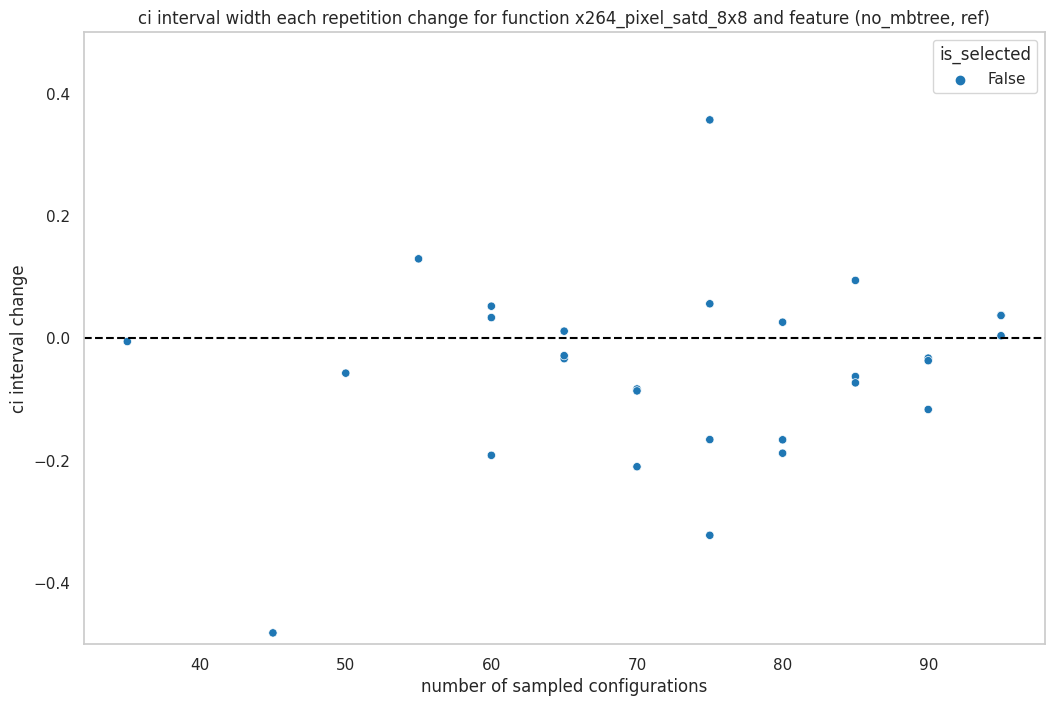 ci interval width each repetition change for function x264_pixel_satd_8x8 and feature (no_mbtree, ref)
is_selected
False
0.4
0.2
0.0
−0.2
−0.4
ci interval change
40 50 60 70 80 90
number of sampled configurations